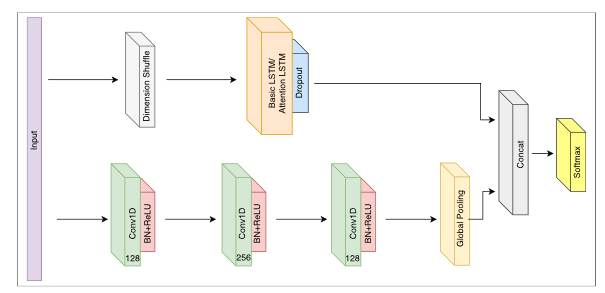 Input
Dimension Shuffle
Basic LSTM/
Attention LSTM
Dropout
Conv1D
128
BN+ReLU
Conv1D
256
BN+ReLU
Conv1D
128
BN+ReLU
Global Pooling
Concat
Softmax